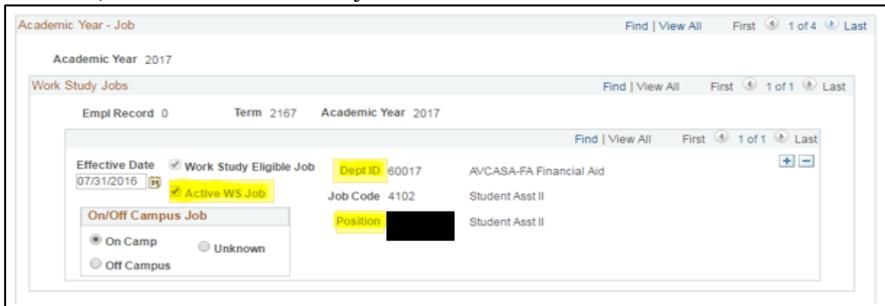 Academic Year - Job Find | View All First 1 of 4 Last
Academic Year 2017
Work Study Jobs Find | View All First 1 of 1 Last
Empl Record 0 Term 2167 Academic Year 2017
Find | View All First 1 of 1 Last
Effective Date Work Study Eligible Job Dept ID 60017 AVCASA-FA Financial Aid
07/31/2016 31 Active WS Job Job Code 4102 Student Asst II
On/Off Campus Job Position Student Asst II
On Camp Unknown
Off Campus